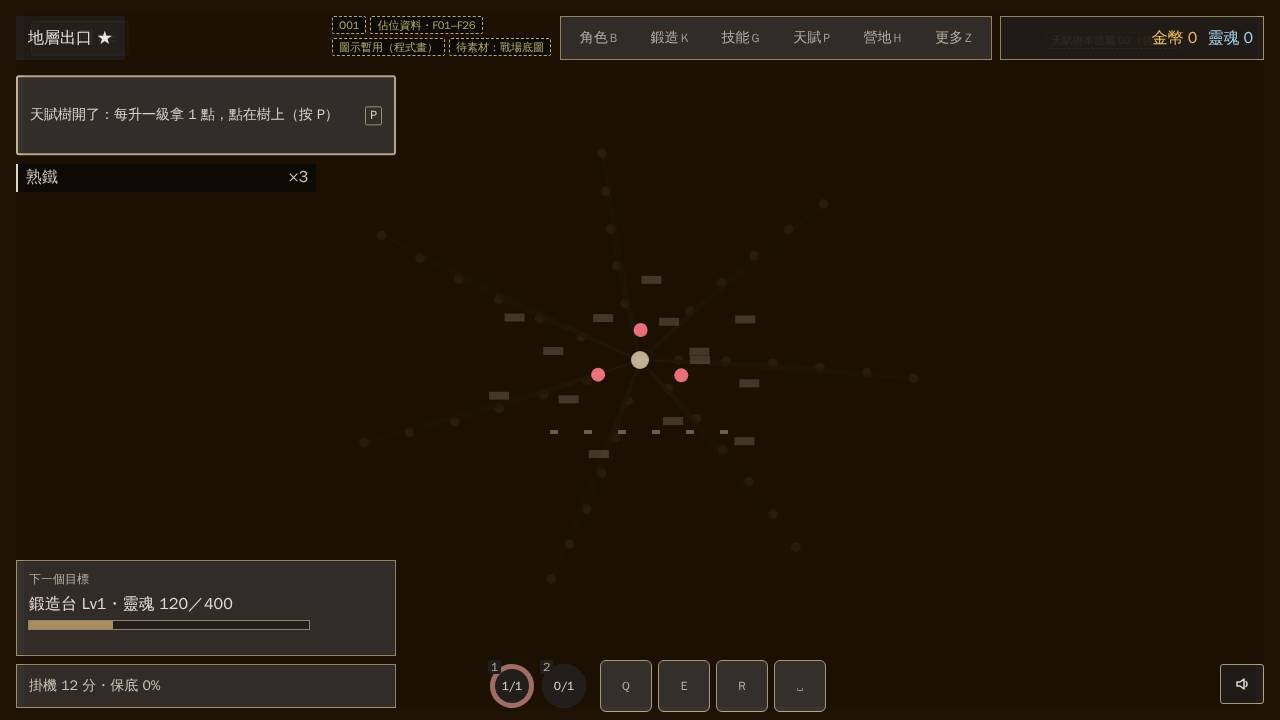 地層出口 ★
001 佔位資料・F01–F26
圖示暫用（程式畫） 待素材：戰場底圖
角色B 鍛造K 技能G 天賦P 營地H 更多Z
金幣 0 靈魂 0
天賦樹開了：每升一級拿 1 點，點在樹上（按 P） P
熟鐵 ×3
下一個目標
鍛造台 Lv1・靈魂 120／400
掛機 12 分・保底 0%
1 1/1 2 0/1 Q E R ⎵